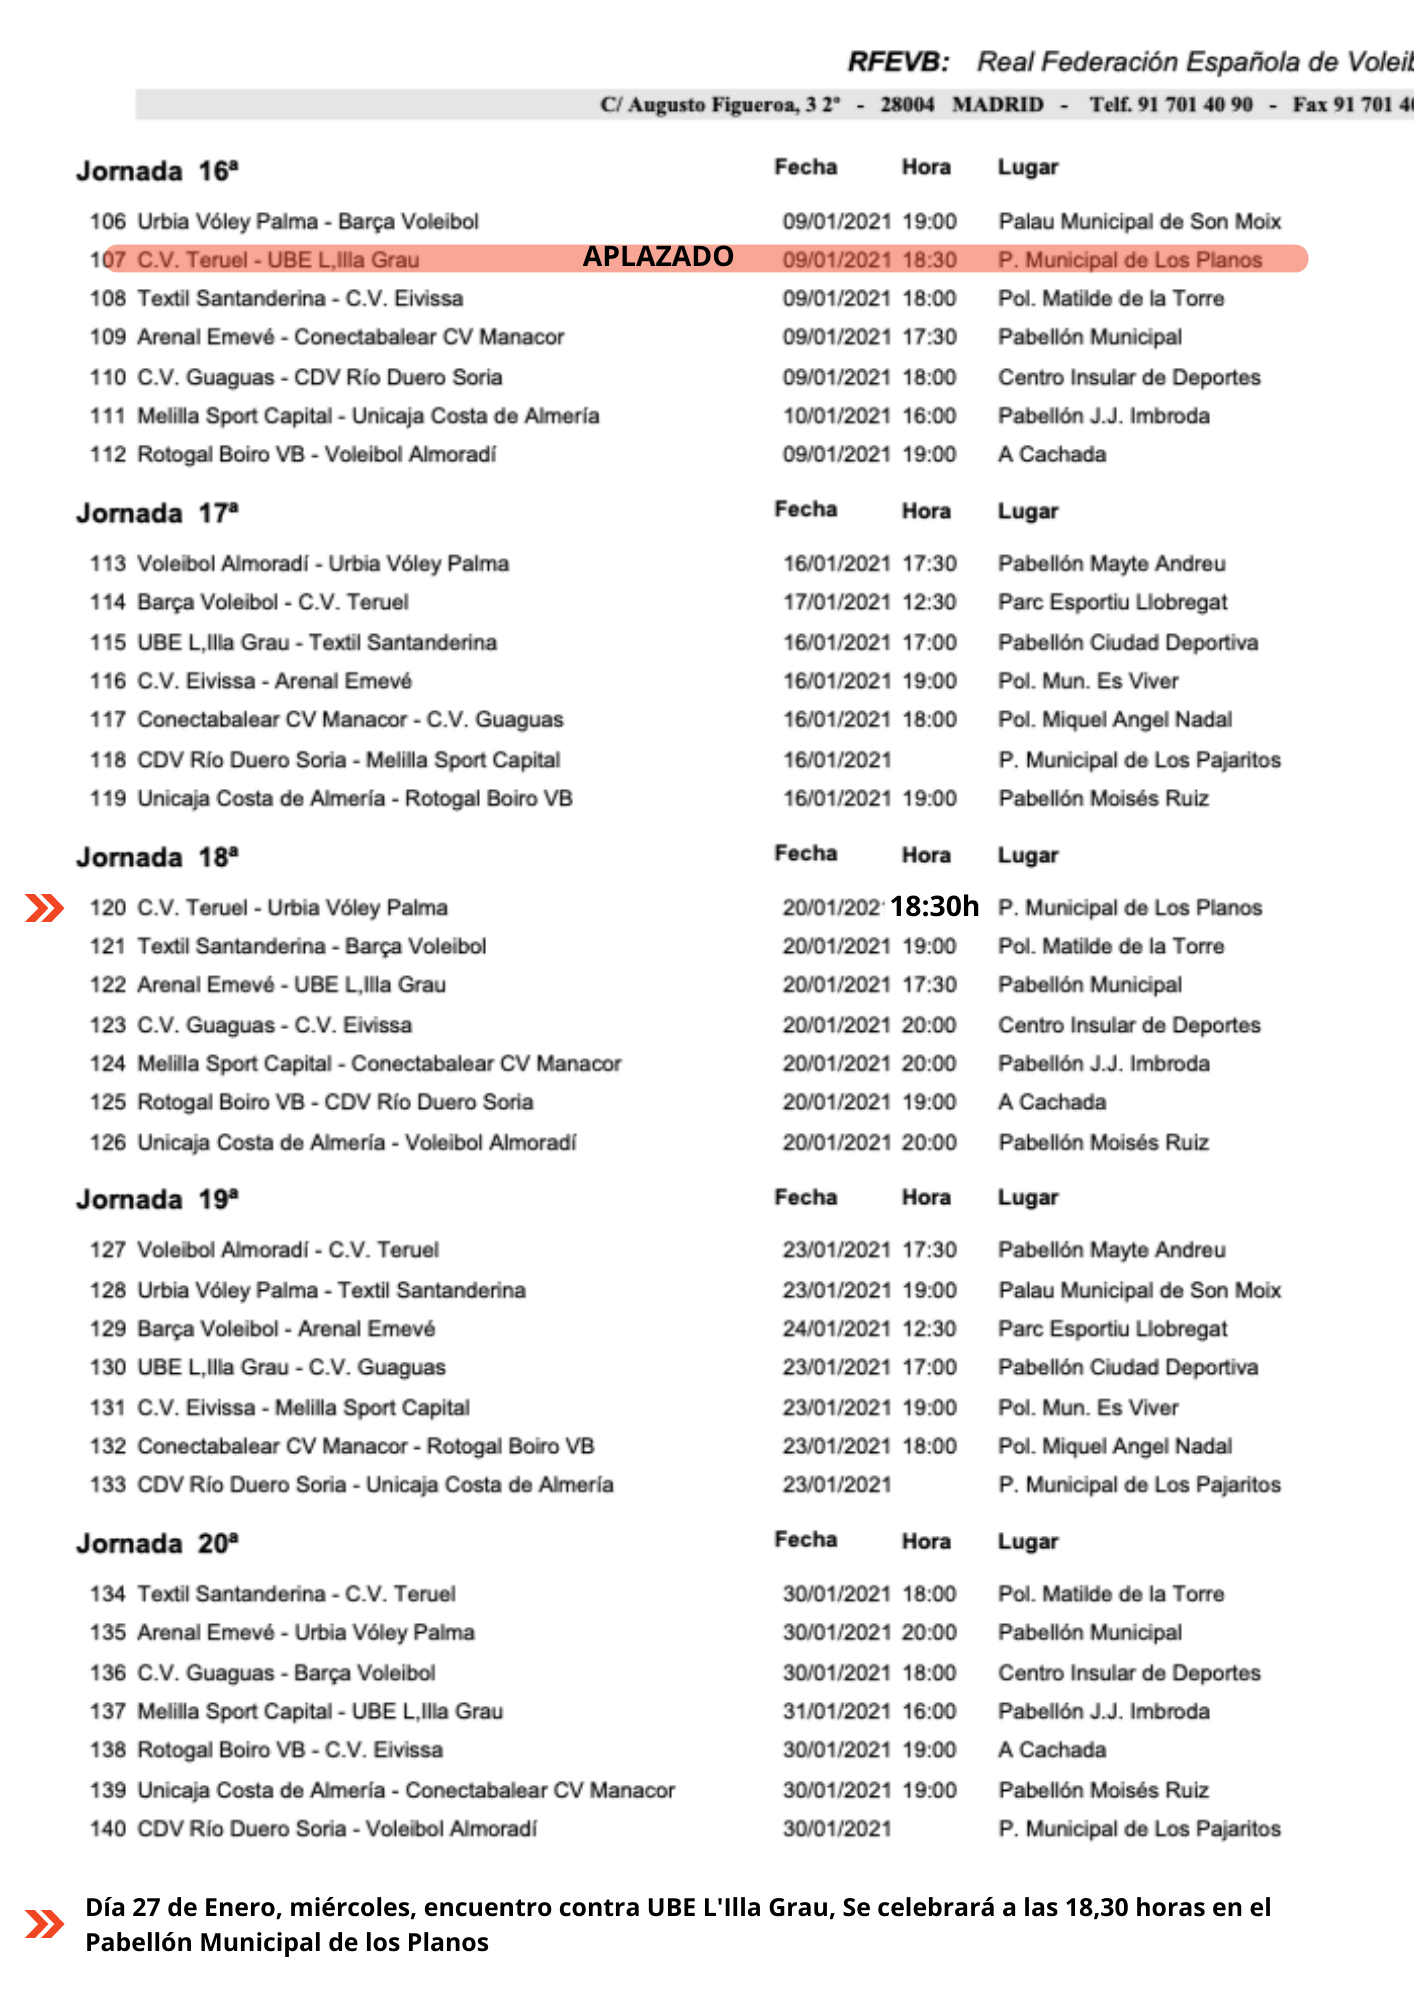 RFEVB: Real Federación Española de Voleib
C/ Augusto Figueroa, 3 2º - 28004 MADRID - Telf. 91 701 40 90 - Fax 91 701 40
Jornada 16ª Fecha Hora Lugar
106 Urbia Vóley Palma - Barça Voleibol 09/01/2021 19:00 Palau Municipal de Son Moix
107 C.V. Teruel - UBE L,Illa Grau APLAZADO 09/01/2021 18:30 P. Municipal de Los Planos
108 Textil Santanderina - C.V. Eivissa 09/01/2021 18:00 Pol. Matilde de la Torre
109 Arenal Emevé - Conectabalear CV Manacor 09/01/2021 17:30 Pabellón Municipal
110 C.V. Guaguas - CDV Río Duero Soria 09/01/2021 18:00 Centro Insular de Deportes
111 Melilla Sport Capital - Unicaja Costa de Almería 10/01/2021 16:00 Pabellón J.J. Imbroda
112 Rotogal Boiro VB - Voleibol Almoradí 09/01/2021 19:00 A Cachada
Jornada 17ª Fecha Hora Lugar
113 Voleibol Almoradí - Urbia Vóley Palma 16/01/2021 17:30 Pabellón Mayte Andreu
114 Barça Voleibol - C.V. Teruel 17/01/2021 12:30 Parc Esportiu Llobregat
115 UBE L,Illa Grau - Textil Santanderina 16/01/2021 17:00 Pabellón Ciudad Deportiva
116 C.V. Eivissa - Arenal Emevé 16/01/2021 19:00 Pol. Mun. Es Viver
117 Conectabalear CV Manacor - C.V. Guaguas 16/01/2021 18:00 Pol. Miquel Angel Nadal
118 CDV Río Duero Soria - Melilla Sport Capital 16/01/2021 P. Municipal de Los Pajaritos
119 Unicaja Costa de Almería - Rotogal Boiro VB 16/01/2021 19:00 Pabellón Moisés Ruiz
Jornada 18ª Fecha Hora Lugar
120 C.V. Teruel - Urbia Vóley Palma 20/01/202 18:30h P. Municipal de Los Planos
121 Textil Santanderina - Barça Voleibol 20/01/2021 19:00 Pol. Matilde de la Torre
122 Arenal Emevé - UBE L,Illa Grau 20/01/2021 17:30 Pabellón Municipal
123 C.V. Guaguas - C.V. Eivissa 20/01/2021 20:00 Centro Insular de Deportes
124 Melilla Sport Capital - Conectabalear CV Manacor 20/01/2021 20:00 Pabellón J.J. Imbroda
125 Rotogal Boiro VB - CDV Río Duero Soria 20/01/2021 19:00 A Cachada
126 Unicaja Costa de Almería - Voleibol Almoradí 20/01/2021 20:00 Pabellón Moisés Ruiz
Jornada 19ª Fecha Hora Lugar
127 Voleibol Almoradí - C.V. Teruel 23/01/2021 17:30 Pabellón Mayte Andreu
128 Urbia Vóley Palma - Textil Santanderina 23/01/2021 19:00 Palau Municipal de Son Moix
129 Barça Voleibol - Arenal Emevé 24/01/2021 12:30 Parc Esportiu Llobregat
130 UBE L,Illa Grau - C.V. Guaguas 23/01/2021 17:00 Pabellón Ciudad Deportiva
131 C.V. Eivissa - Melilla Sport Capital 23/01/2021 19:00 Pol. Mun. Es Viver
132 Conectabalear CV Manacor - Rotogal Boiro VB 23/01/2021 18:00 Pol. Miquel Angel Nadal
133 CDV Río Duero Soria - Unicaja Costa de Almería 23/01/2021 P. Municipal de Los Pajaritos
Jornada 20ª Fecha Hora Lugar
134 Textil Santanderina - C.V. Teruel 30/01/2021 18:00 Pol. Matilde de la Torre
135 Arenal Emevé - Urbia Vóley Palma 30/01/2021 20:00 Pabellón Municipal
136 C.V. Guaguas - Barça Voleibol 30/01/2021 18:00 Centro Insular de Deportes
137 Melilla Sport Capital - UBE L,Illa Grau 31/01/2021 16:00 Pabellón J.J. Imbroda
138 Rotogal Boiro VB - C.V. Eivissa 30/01/2021 19:00 A Cachada
139 Unicaja Costa de Almería - Conectabalear CV Manacor 30/01/2021 19:00 Pabellón Moisés Ruiz
140 CDV Río Duero Soria - Voleibol Almoradí 30/01/2021 P. Municipal de Los Pajaritos
Día 27 de Enero, miércoles, encuentro contra UBE L'Illa Grau, Se celebrará a las 18,30 horas en el
Pabellón Municipal de los Planos